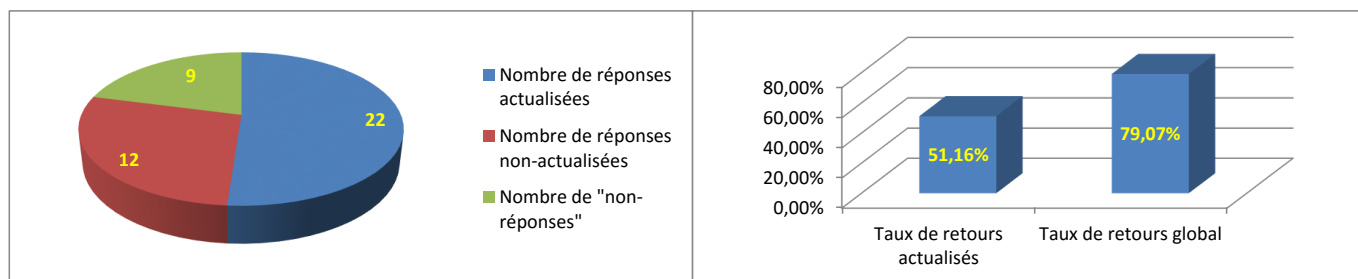 9
22
12
Nombre de réponses
actualisées
Nombre de réponses
non-actualisées
Nombre de "non-
réponses"
80,00%
60,00%
40,00%
20,00%
0,00%
51,16%
79,07%
Taux de retours
actualisés
Taux de retours global